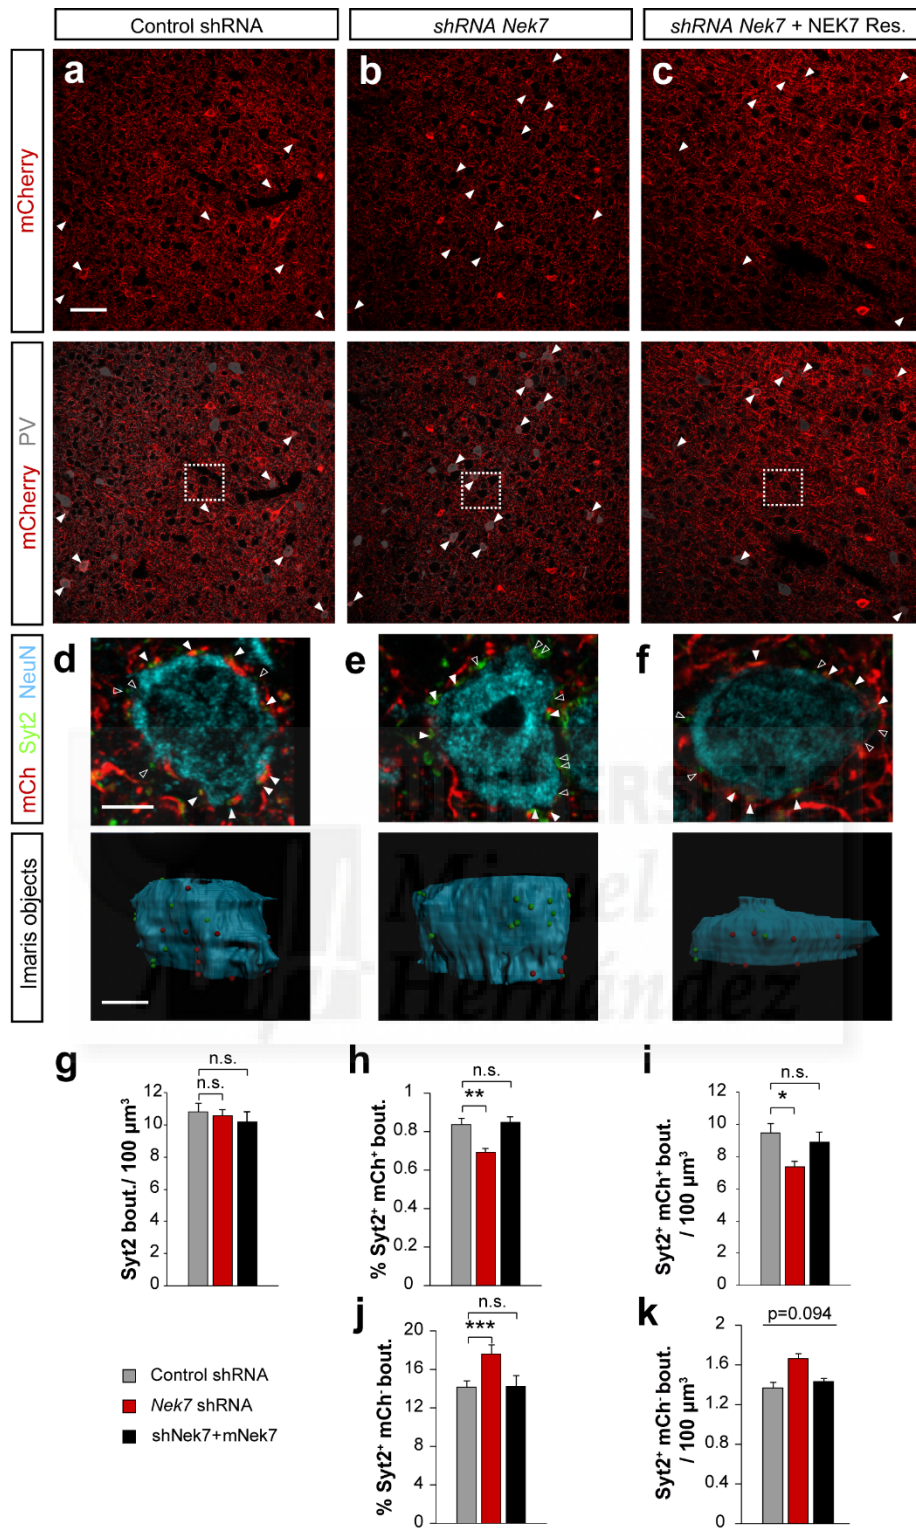 Control shRNA
shRNA Nek7
shRNA Nek7 + NEK7 Res.
mCherry
a
b
c
mCherry PV
mCh Syt2 NeuN
d
e
f
Imaris objects
UNIVERSITAS
Miguel
Hernández
g
n.s.
n.s.
Syt2 bout./ 100 µm³
12
10
8
6
4
2
0
h
n.s.
**
% Syt2⁺ mCh⁺ bout.
1
0.8
0.6
0.4
0.2
0
i
n.s.
*
Syt2⁺ mCh⁺ bout.
/ 100 µm³
12
10
8
6
4
2
0
j
n.s.
***
% Syt2⁺ mCh⁻ bout.
20
16
12
8
4
0
k
p=0.094
Syt2⁺ mCh⁻ bout.
/ 100 µm³
2
1.6
1.2
0.8
0.4
0
Control shRNA
Nek7 shRNA
shNek7+mNek7